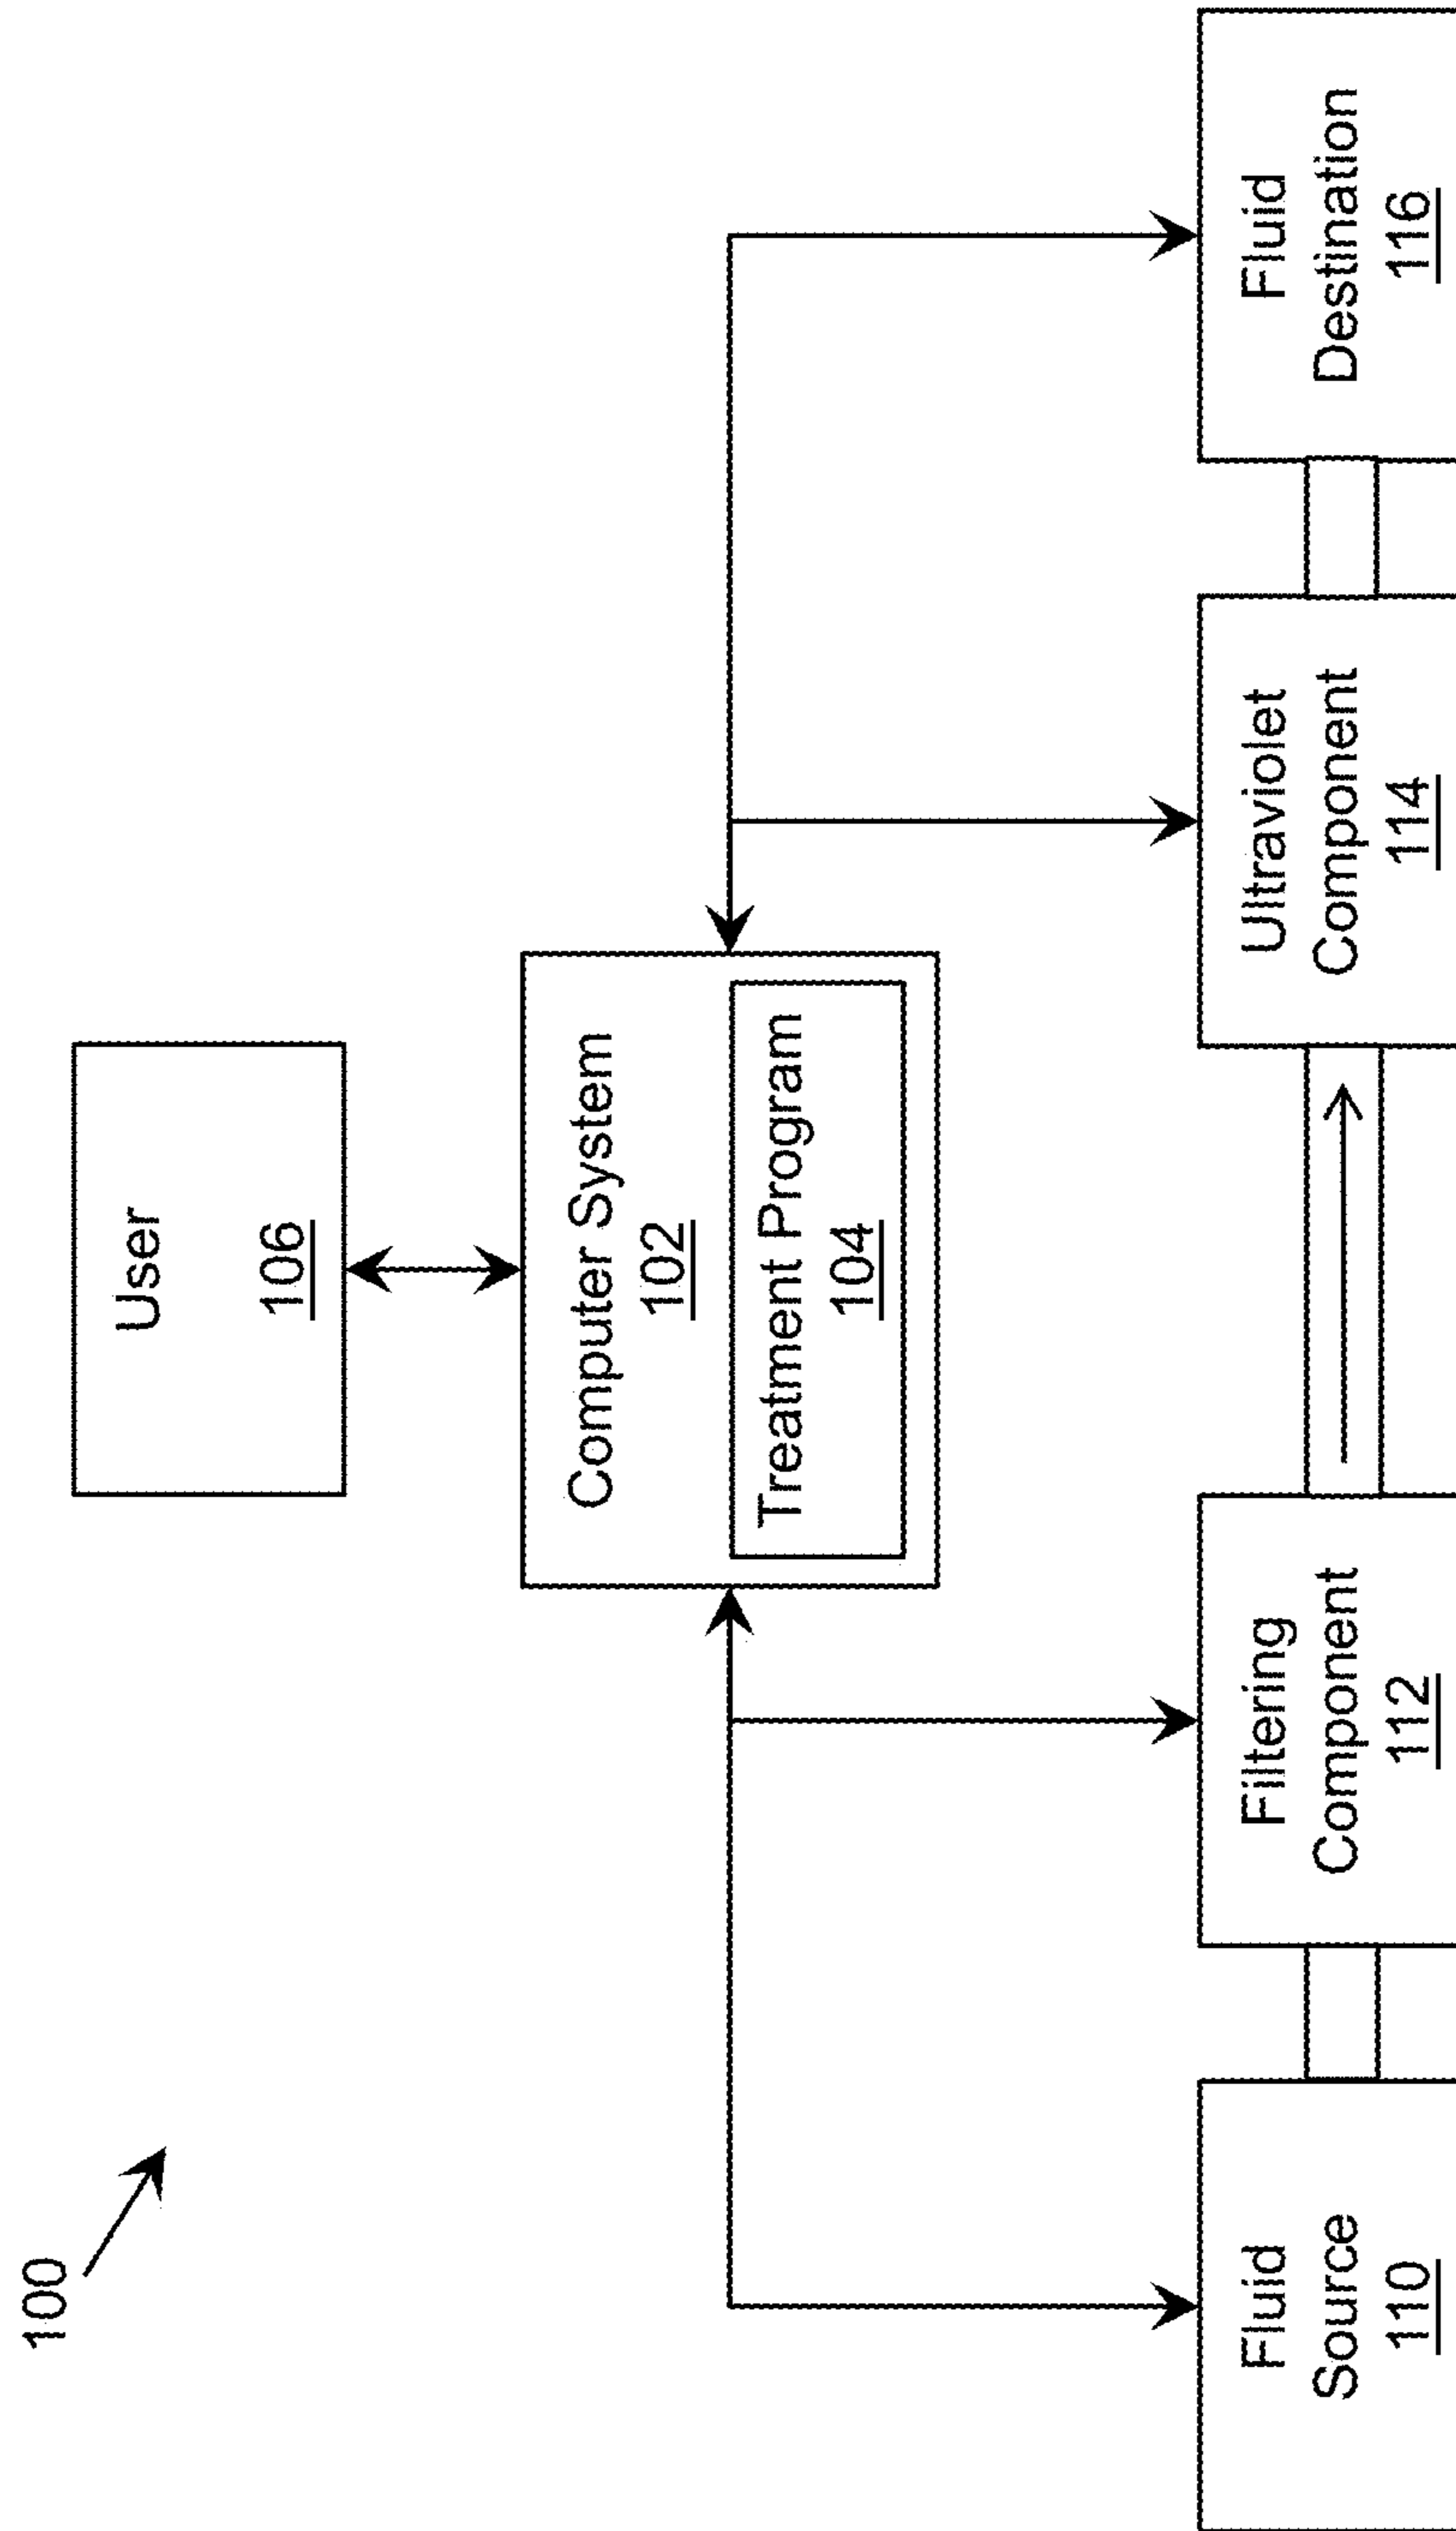 100
User
106
Computer System
102
Treatment Program
104
Fluid
Source
110
Filtering
Component
112
Ultraviolet
Component
114
Fluid
Destination
116